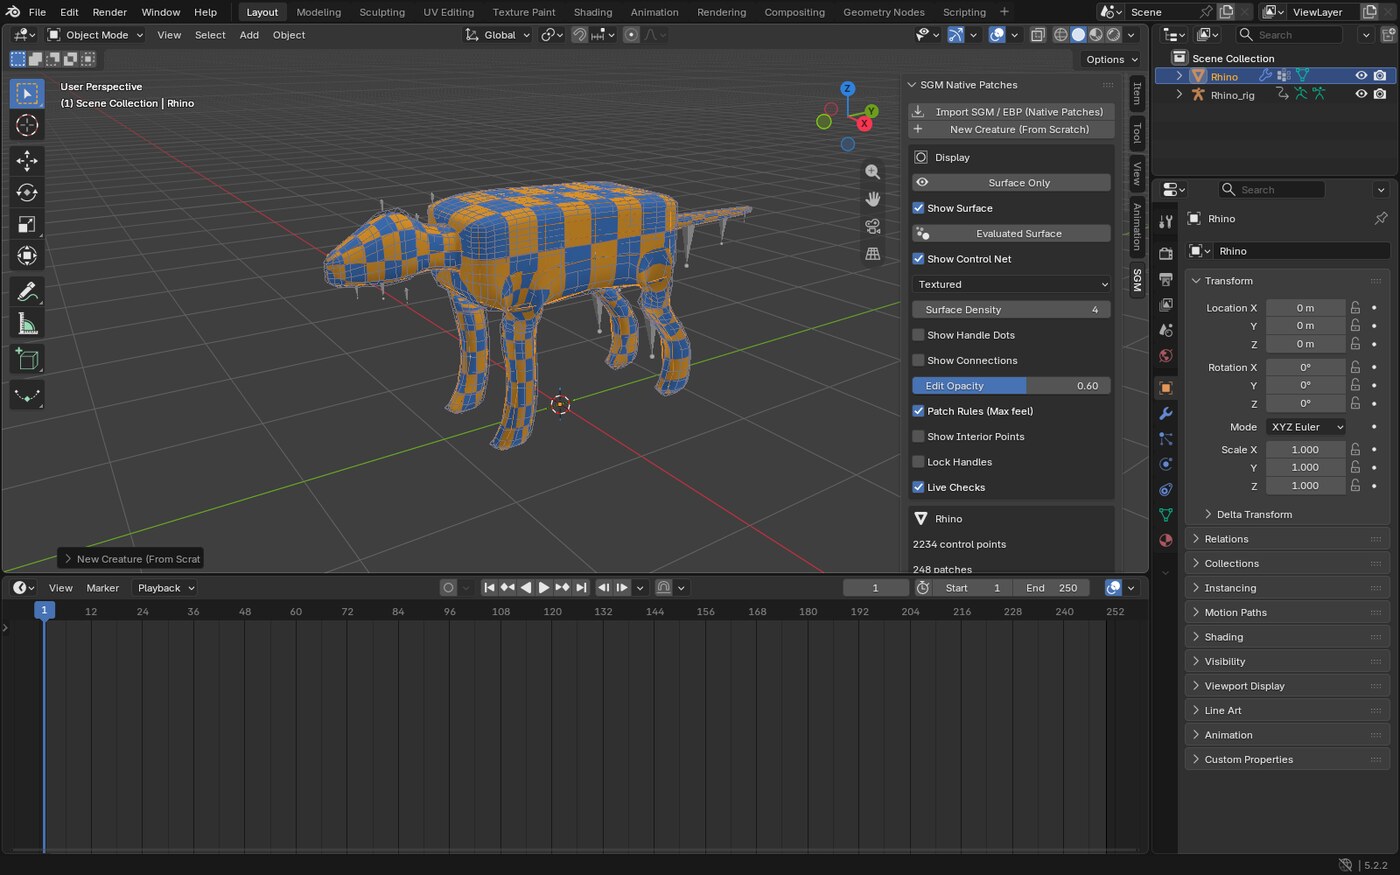 File Edit Render Window Help Layout Modeling Sculpting UV Editing Texture Paint Shading Animation Rendering Compositing Geometry Nodes Scripting Scene ViewLayer
Object Mode View Select Add Object Global Search
Options
User Perspective
(1) Scene Collection | Rhino
Z
Y
X
New Creature (From Scrat
SGM Native Patches
Import SGM / EBP (Native Patches)
New Creature (From Scratch)
Display
Surface Only
Show Surface
Evaluated Surface
Show Control Net
Textured
Surface Density 4
Show Handle Dots
Show Connections
Edit Opacity 0.60
Patch Rules (Max feel)
Show Interior Points
Lock Handles
Live Checks
Rhino
2234 control points
248 patches
Item
Tool
View
Animation
SGM
Scene Collection
Rhino
Rhino_rig
Search
Rhino
Rhino
Transform
Location X 0 m
Y 0 m
Z 0 m
Rotation X 0°
Y 0°
Z 0°
Mode XYZ Euler
Scale X 1.000
Y 1.000
Z 1.000
Delta Transform
Relations
Collections
Instancing
Motion Paths
Shading
Visibility
Viewport Display
Line Art
Animation
Custom Properties
View Marker Playback 1 Start 1 End 250
1 12 24 36 48 60 72 84 96 108 120 132 144 156 168 180 192 204 216 228 240 252
5.2.2